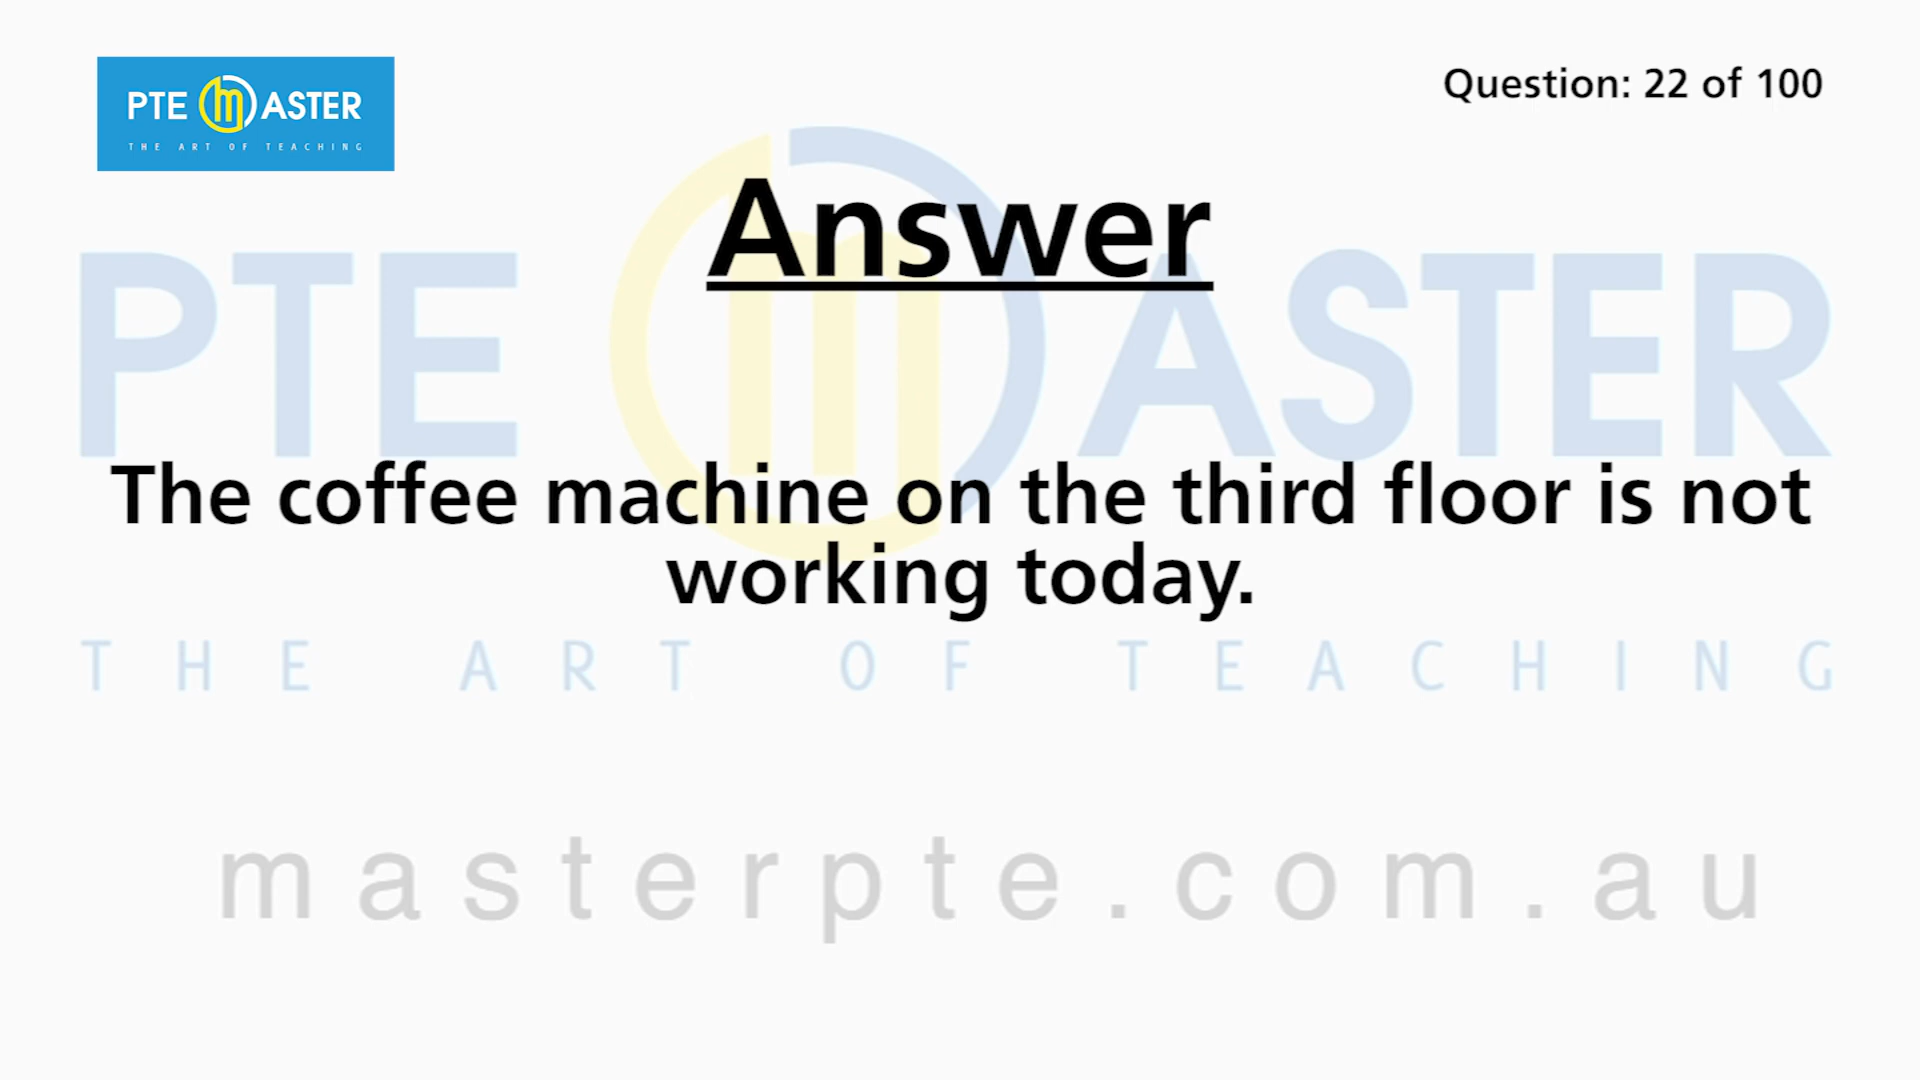 PTE MASTER
THE ART OF TEACHING
Question: 22 of 100
Answer
PTE MASTER
The coffee machine on the third floor is not
working today.
THE ART OF TEACHING
masterpte.com.au